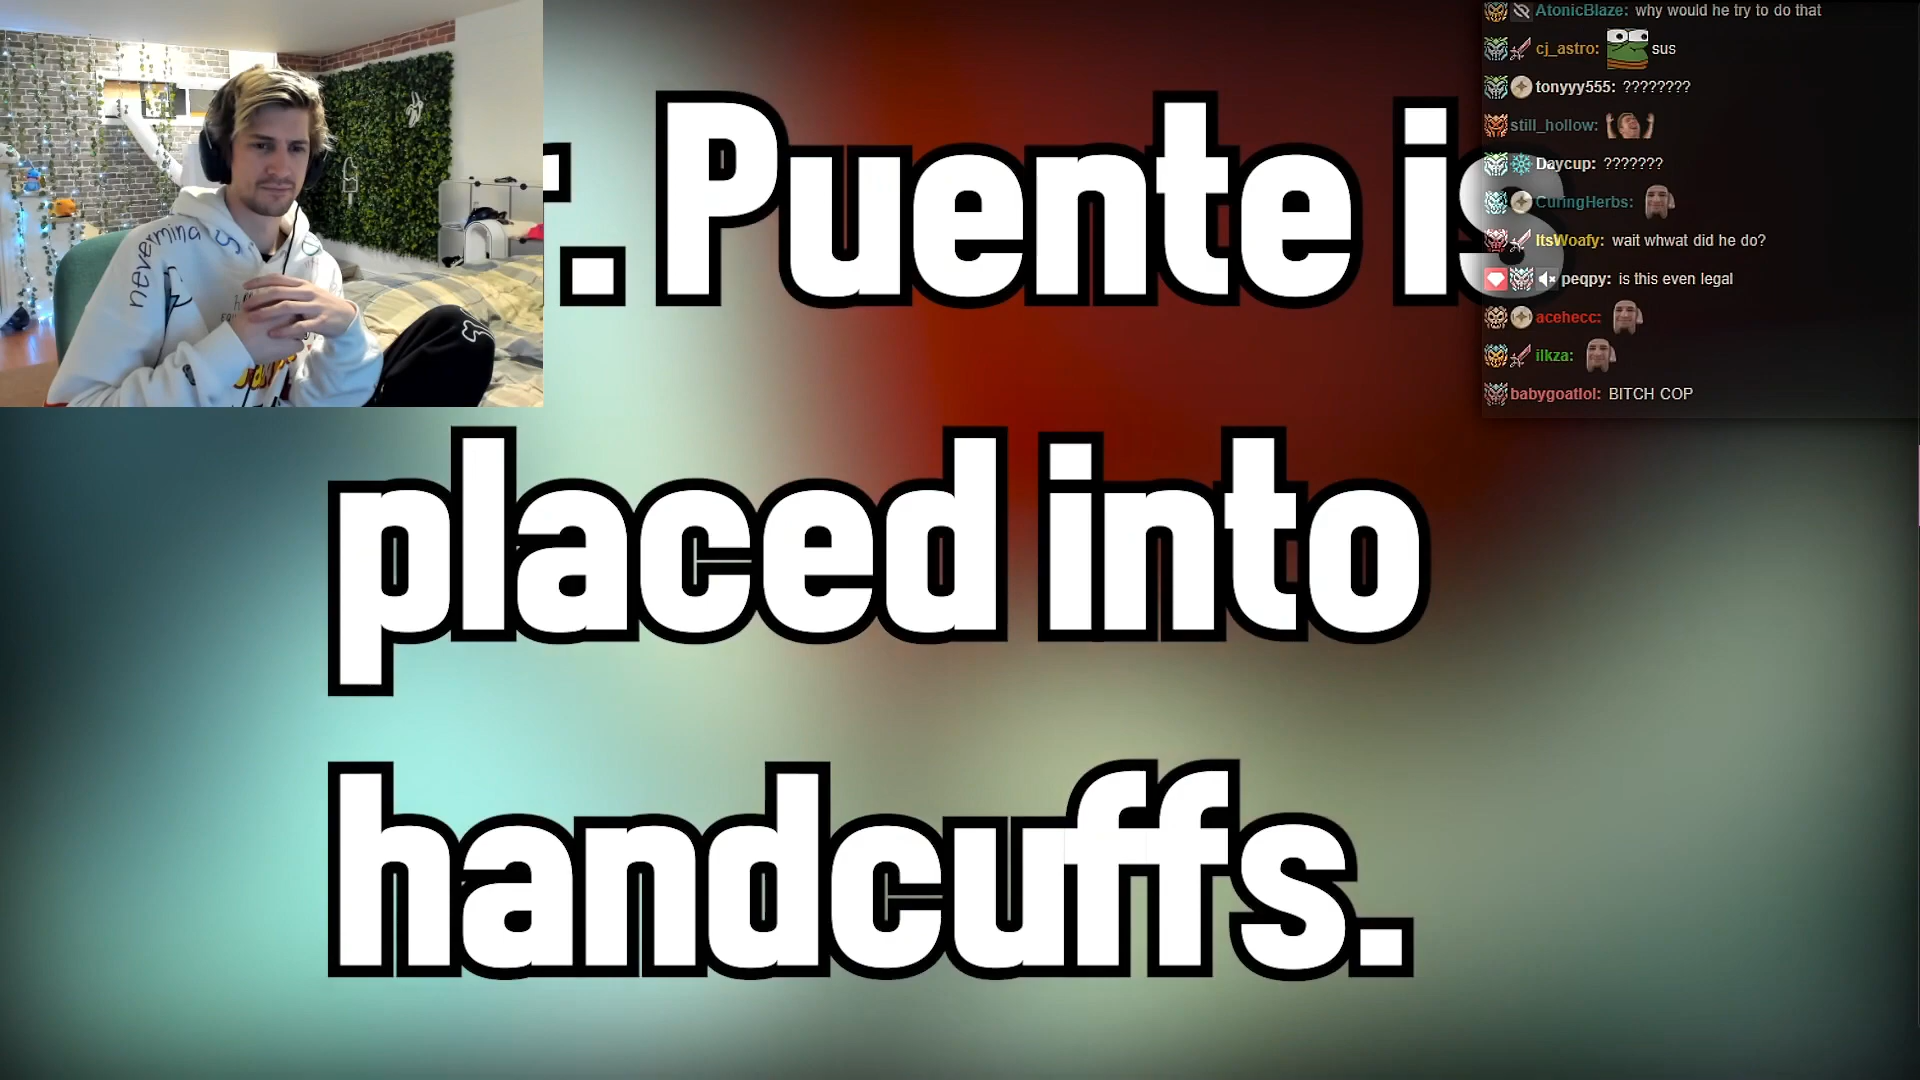 . Puente is
placed into
handcuffs.
AtonicBlaze: why would he try to do that
cj_astro: sus
tonyyy555: ????????
still_hollow:
Daycup: ???????
CuringHerbs:
ItsWoafy: wait whwat did he do?
peqpy: is this even legal
acehecc:
ilkza:
babygoatlol: BITCH COP
nevermind